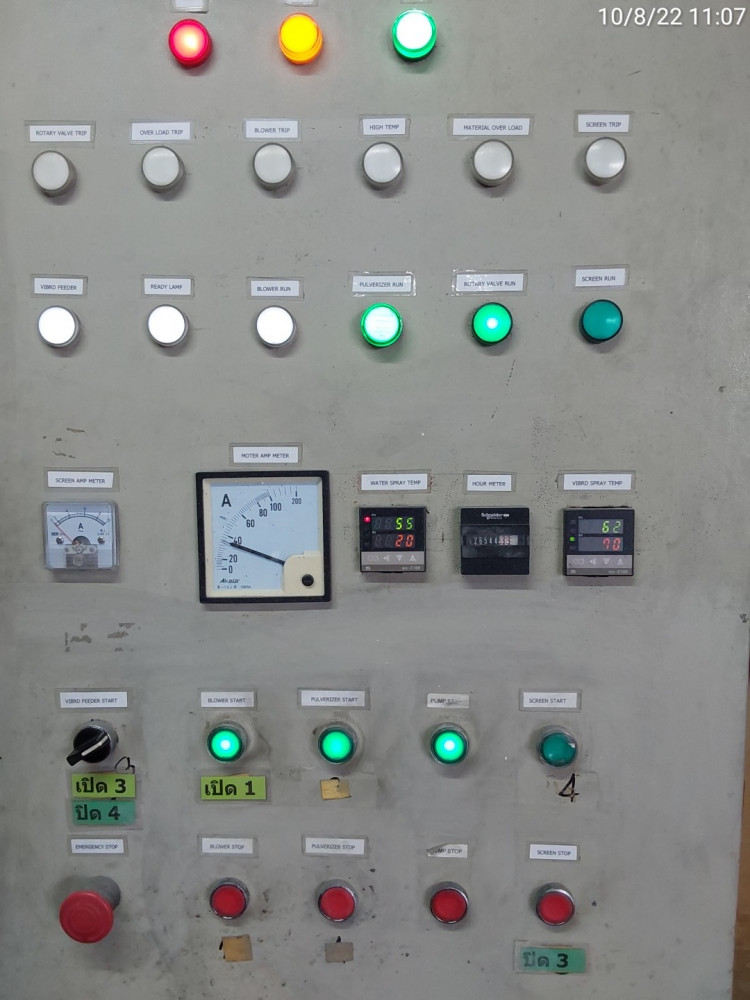 10/8/22 11:07
ROTARY VALVE TRIP
OVER LOAD TRIP
BLOWER TRIP
HIGH TEMP
MATERIAL OVER LOAD
SCREEN TRIP
VIBRO FEEDER
READY LAMP
BLOWER RUN
PULVERIZER RUN
ROTARY VALVE RUN
SCREEN RUN
SCREEN AMP METER
MOTER AMP METER
WATER SPRAY TEMP
HOUR METER
VIBRO SPRAY TEMP
A
A
200
100
80
60
40
20
0
55
20
Schneider
62
70
VIBRO FEEDER START
BLOWER START
PULVERIZER START
PUMP
SCREEN START
เปิด 3
ปิด 4
เปิด 1
4
EMERGENCY STOP
BLOWER STOP
PULVERIZER STOP
STOP
SCREEN STOP
ปิด 3